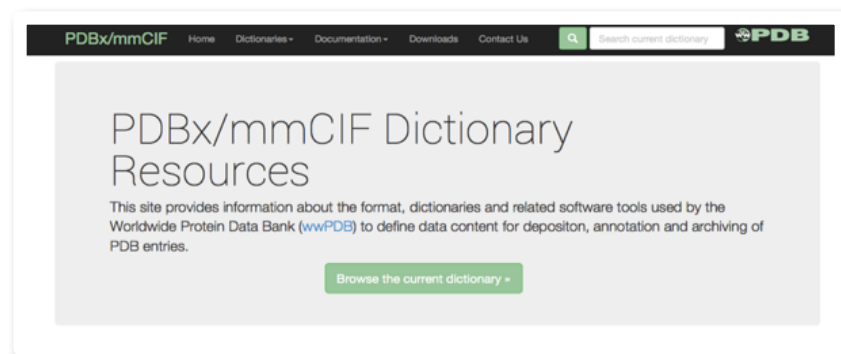 PDBx/mmCIF Home Dictionaries Documentation Downloads Contact Us Search current dictionary PDB
PDBx/mmCIF Dictionary
Resources
This site provides information about the format, dictionaries and related software tools used by the
Worldwide Protein Data Bank (wwPDB) to define data content for depositon, annotation and archiving of
PDB entries.
Browse the current dictionary »